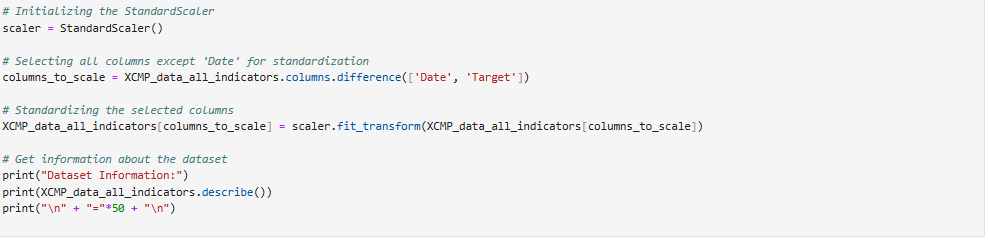 # Initializing the StandardScaler
scaler = StandardScaler()
# Selecting all columns except 'Date' for standardization
columns_to_scale = XCMP_data_all_indicators.columns.difference(['Date', 'Target'])
# Standardizing the selected columns
XCMP_data_all_indicators[columns_to_scale] = scaler.fit_transform(XCMP_data_all_indicators[columns_to_scale])
# Get information about the dataset
print("Dataset Information:")
print(XCMP_data_all_indicators.describe())
print("\n" + "="*50 + "\n")